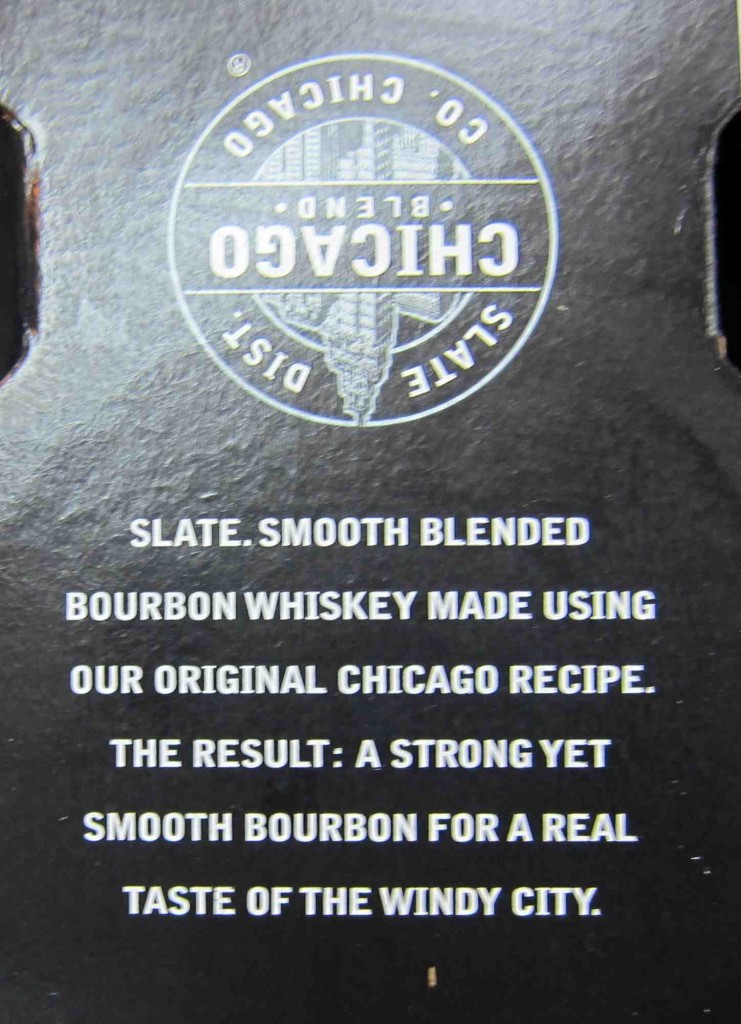 SLATE DIST.
CHICAGO
• BLEND •
CO. CHICAGO
®
SLATE. SMOOTH BLENDED
BOURBON WHISKEY MADE USING
OUR ORIGINAL CHICAGO RECIPE.
THE RESULT: A STRONG YET
SMOOTH BOURBON FOR A REAL
TASTE OF THE WINDY CITY.